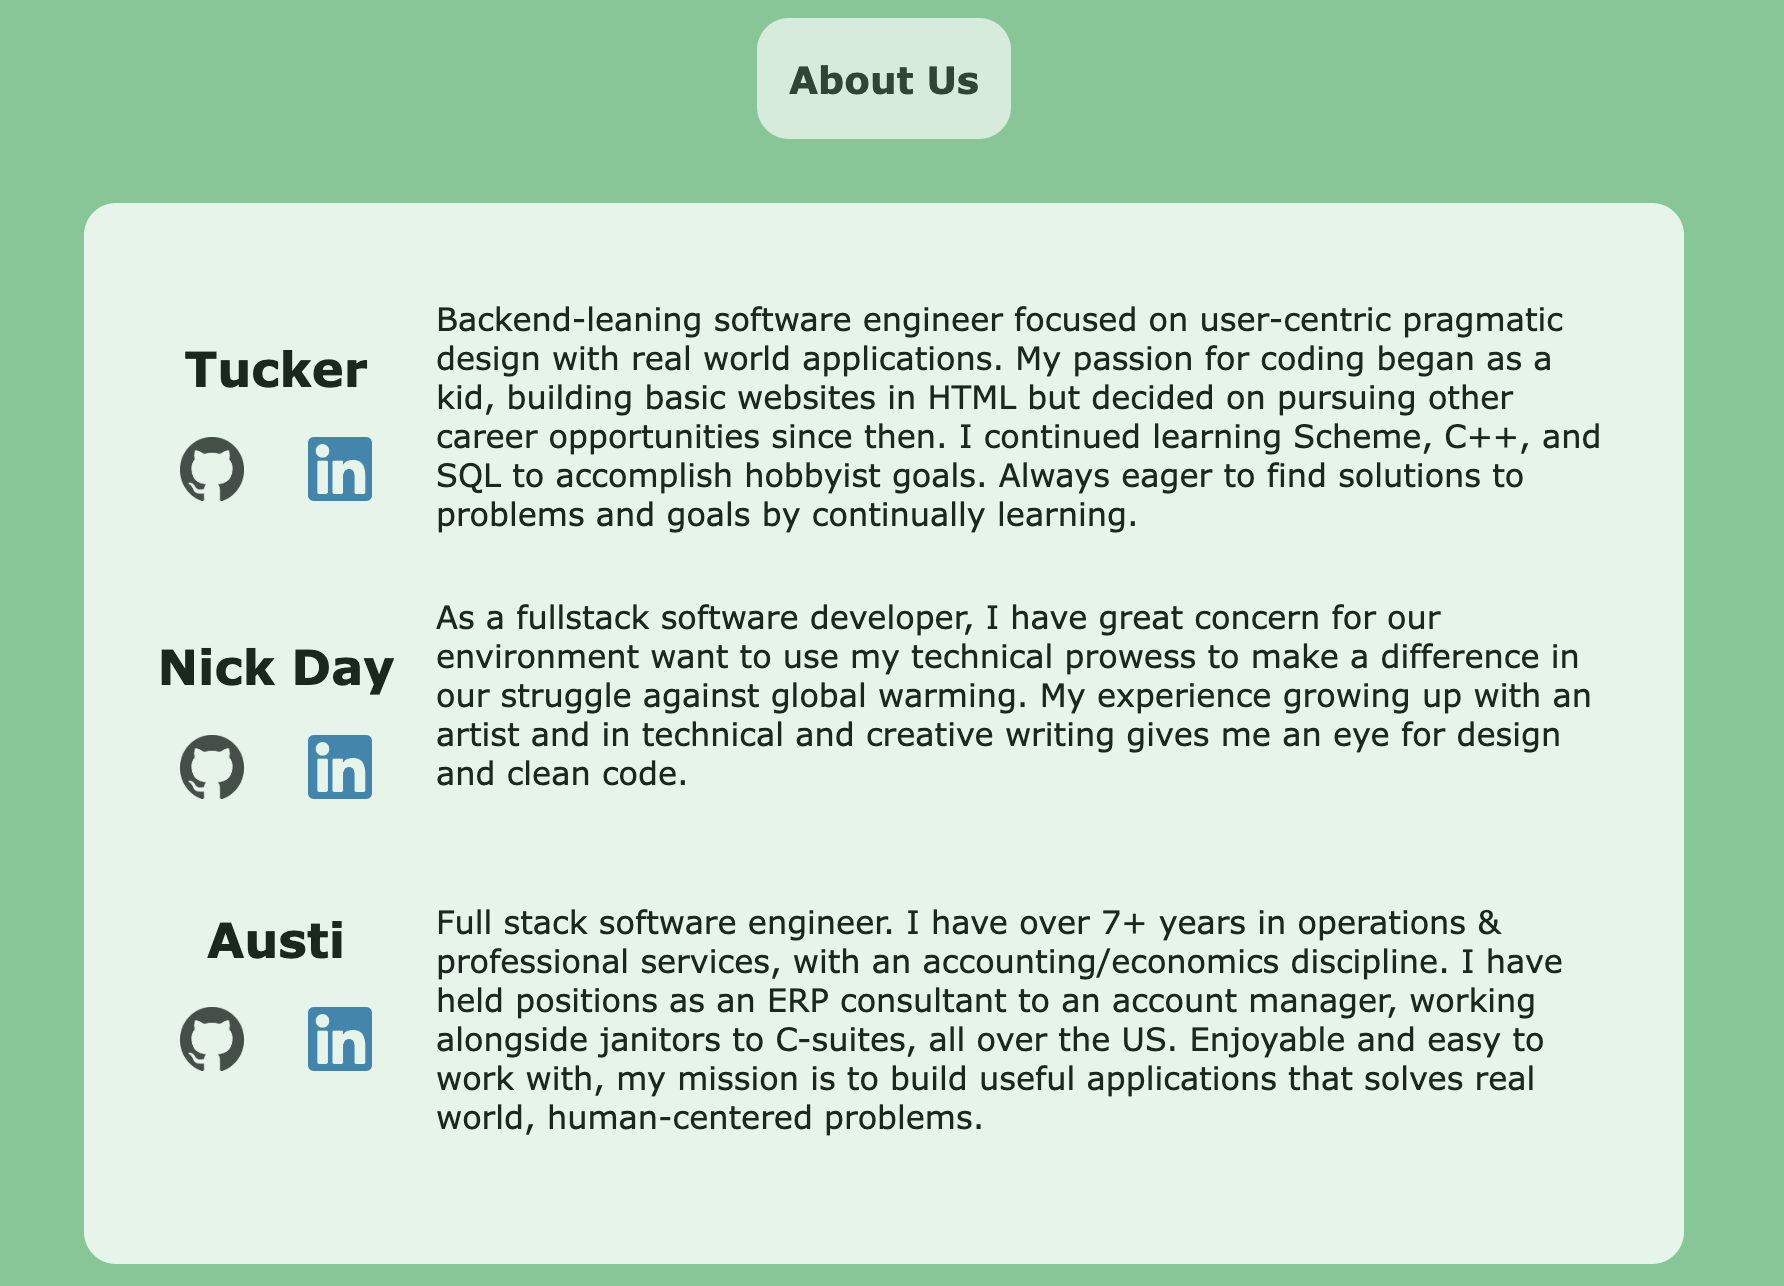 About Us
Tucker
Backend-leaning software engineer focused on user-centric pragmatic
design with real world applications. My passion for coding began as a
kid, building basic websites in HTML but decided on pursuing other
career opportunities since then. I continued learning Scheme, C++, and
SQL to accomplish hobbyist goals. Always eager to find solutions to
problems and goals by continually learning.
in
Nick Day
As a fullstack software developer, I have great concern for our
environment want to use my technical prowess to make a difference in
our struggle against global warming. My experience growing up with an
artist and in technical and creative writing gives me an eye for design
and clean code.
in
Austi
Full stack software engineer. I have over 7+ years in operations &
professional services, with an accounting/economics discipline. I have
held positions as an ERP consultant to an account manager, working
alongside janitors to C-suites, all over the US. Enjoyable and easy to
work with, my mission is to build useful applications that solves real
world, human-centered problems.
in